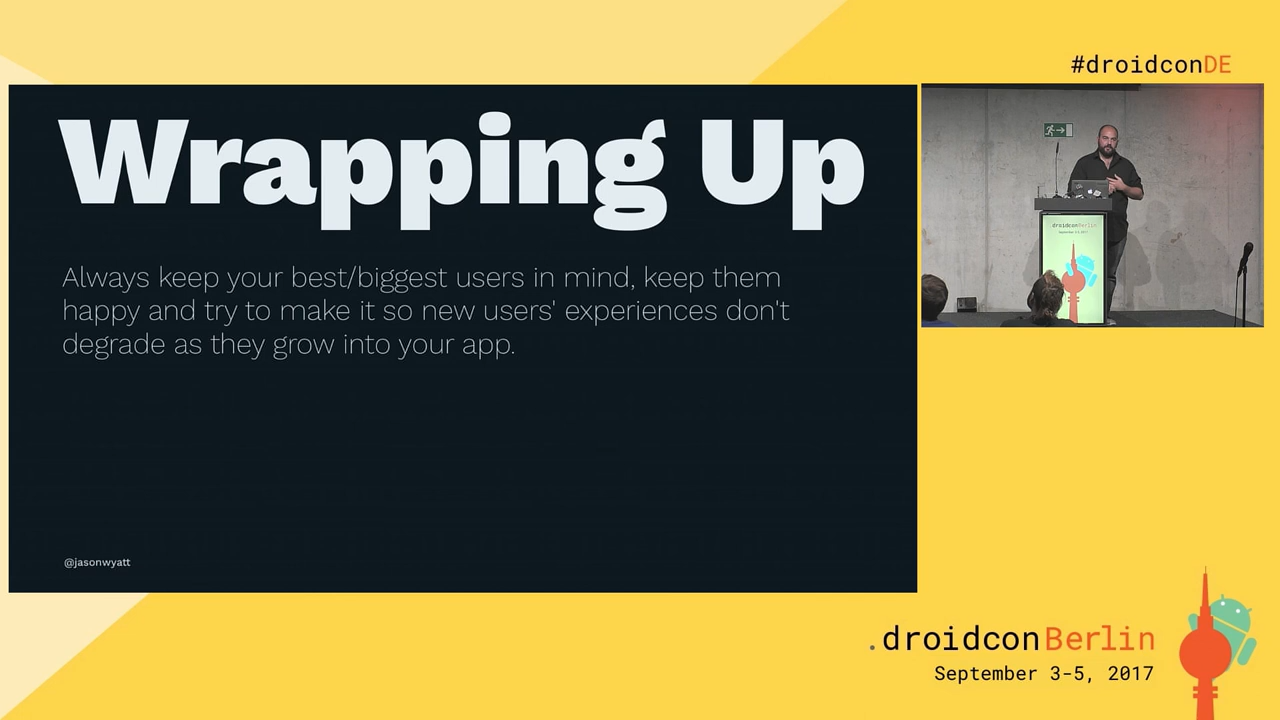 #droidconDE
Wrapping Up
Always keep your best/biggest users in mind, keep them
happy and try to make it so new users' experiences don't
degrade as they grow into your app.
@jasonwyatt
droidconBerlin
.droidconBerlin
September 3-5, 2017